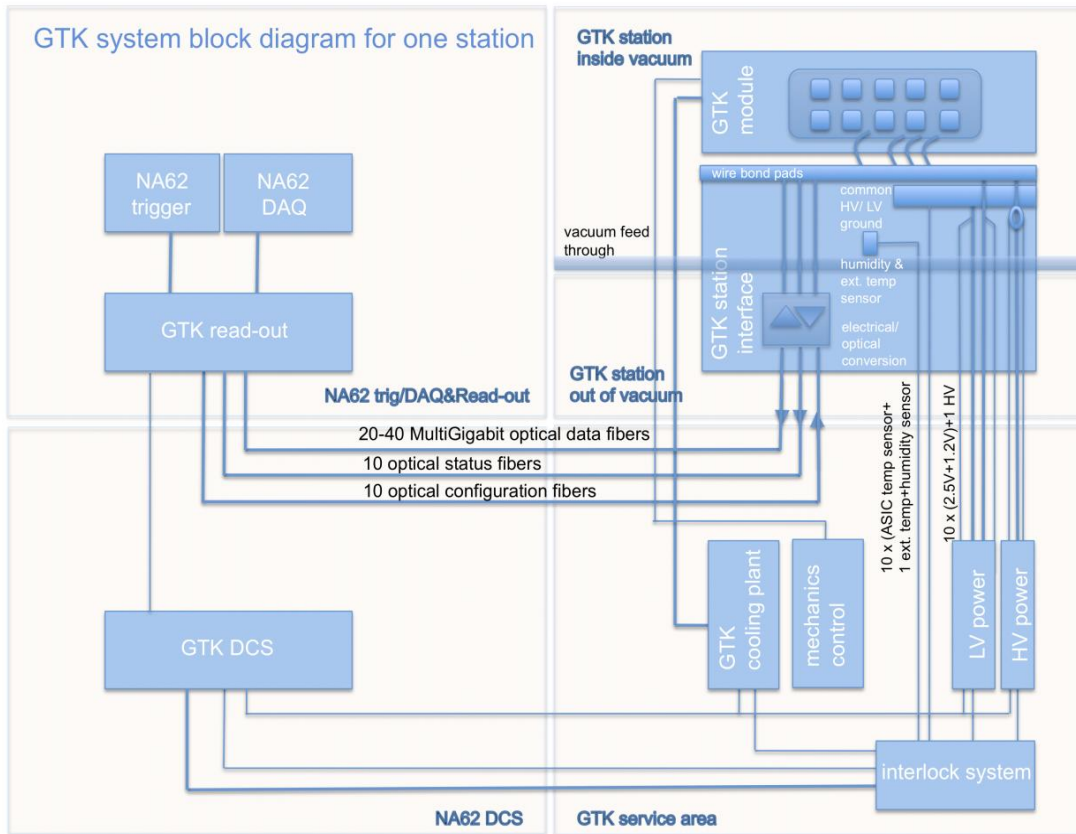 GTK system block diagram for one station
NA62
trigger
NA62
DAQ
GTK read-out
NA62 trig/DAQ&Read-out
GTK station
inside vacuum
GTK
module
wire bond pads
common
HV/ LV
ground
vacuum feed
through
humidity &
ext. temp
sensor
GTK station
interface
electrical/
optical
conversion
GTK station
out of vacuum
20-40 MultiGigabit optical data fibers
10 optical status fibers
10 optical configuration fibers
10 x (ASIC temp sensor+
1 ext. temp+humidity sensor
10 x (2.5V+1.2V)+1 HV
GTK DCS
GTK
cooling plant
mechanics
control
LV power
HV power
interlock system
NA62 DCS
GTK service area